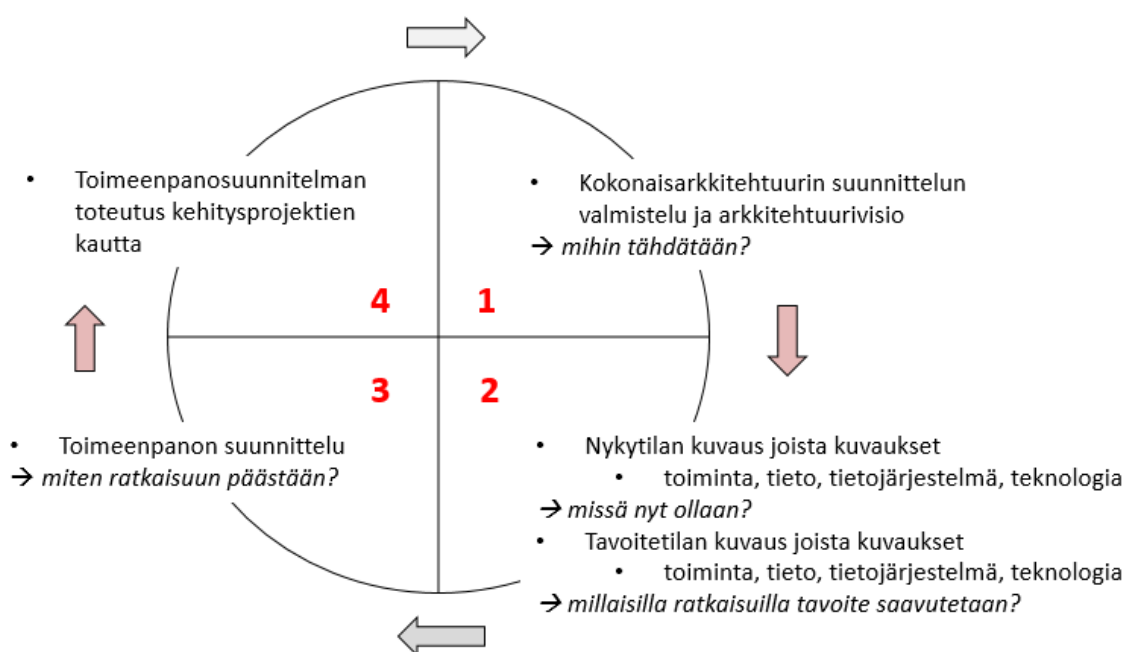 • Toimeenpanosuunnitelman
toteutus kehitysprojektien
kautta
• Kokonaisarkkitehtuurin suunnittelun
valmistelu ja arkkitehtuurivisio
→ mihin tähdätään?
4
1
3
2
• Toimeenpanon suunnittelu
→ miten ratkaisuun päästään?
• Nykytilan kuvaus joista kuvaukset
• toiminta, tieto, tietojärjestelmä, teknologia
→ missä nyt ollaan?
• Tavoitetilan kuvaus joista kuvaukset
• toiminta, tieto, tietojärjestelmä, teknologia
→ millaisilla ratkaisuilla tavoite saavutetaan?